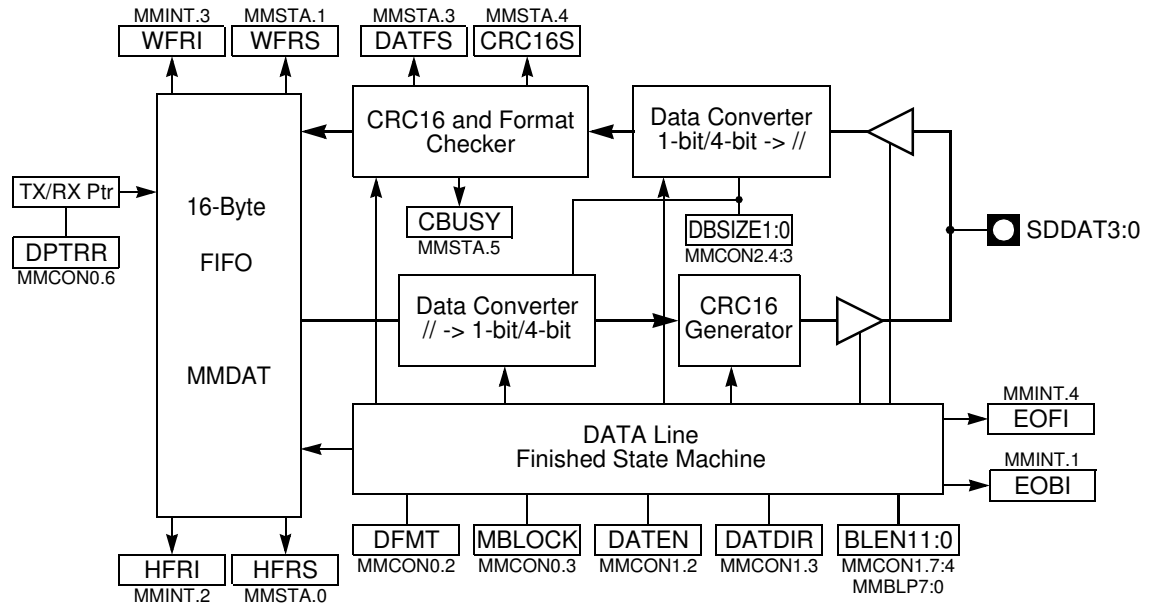 MMINT.3
WFRI
MMSTA.1
WFRS
MMSTA.3
DATFS
MMSTA.4
CRC16S
CRC16 and Format
Checker
Data Converter
1-bit/4-bit -> //
TX/RX Ptr
DPTRR
MMCON0.6
16-Byte
FIFO
MMDAT
CBUSY
MMSTA.5
DBSIZE1:0
MMCON2.4:3
SDDAT3:0
Data Converter
// -> 1-bit/4-bit
CRC16
Generator
DATA Line
Finished State Machine
MMINT.4
EOFI
MMINT.1
EOBI
HFRI
MMINT.2
HFRS
MMSTA.0
DFMT
MMCON0.2
MBLOCK
MMCON0.3
DATEN
MMCON1.2
DATDIR
MMCON1.3
BLEN11:0
MMCON1.7:4
MMBLP7:0